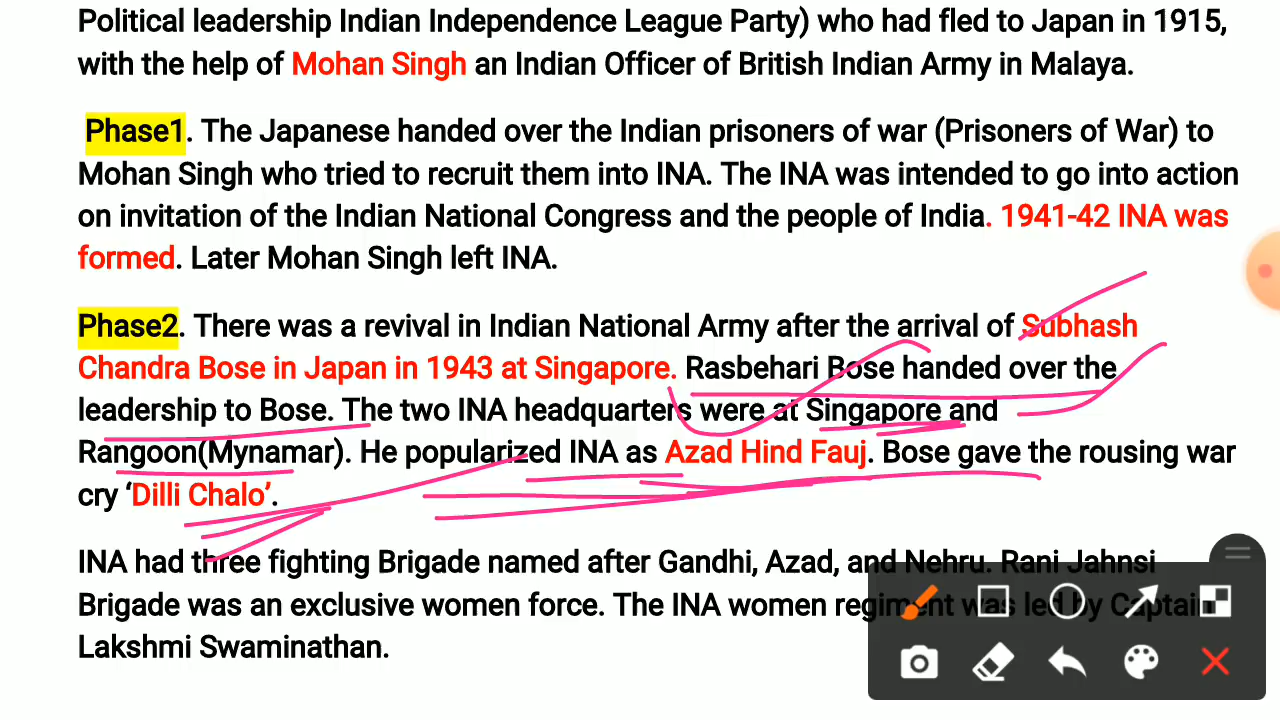 Political leadership Indian Independence League Party) who had fled to Japan in 1915,
with the help of Mohan Singh an Indian Officer of British Indian Army in Malaya.
Phase1. The Japanese handed over the Indian prisoners of war (Prisoners of War) to
Mohan Singh who tried to recruit them into INA. The INA was intended to go into action
on invitation of the Indian National Congress and the people of India. 1941-42 INA was
formed. Later Mohan Singh left INA.
Phase2. There was a revival in Indian National Army after the arrival of Subhash
Chandra Bose in Japan in 1943 at Singapore. Rasbehari Bose handed over the
leadership to Bose. The two INA headquarters were at Singapore and
Rangoon(Mynamar). He popularized INA as Azad Hind Fauj. Bose gave the rousing war
cry ‘Dilli Chalo’.
INA had three fighting Brigade named after Gandhi, Azad, and Nehru. Rani Jahnsi
Brigade was an exclusive women force. The INA women regiment was led by Captain
Lakshmi Swaminathan.